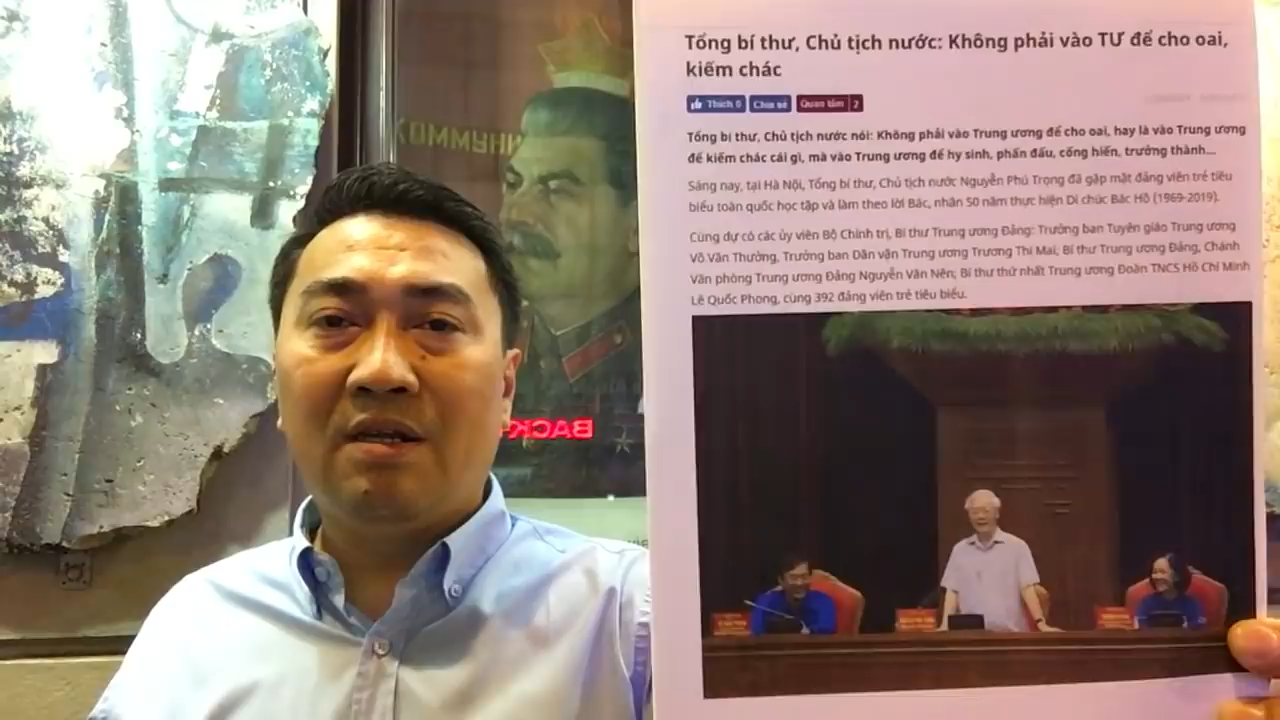 Tổng bí thư, Chủ tịch nước: Không phải vào TƯ để cho oai,
kiếm chác
Thích 0 Chia sẻ Quan tâm 2
Tổng bí thư, Chủ tịch nước nói: Không phải vào Trung ương để cho oai, hay là vào Trung ương
để kiếm chác cái gì, mà vào Trung ương để hy sinh, phấn đấu, cống hiến, trưởng thành...
Sáng nay, tại Hà Nội, Tổng bí thư, Chủ tịch nước Nguyễn Phú Trọng đã gặp mặt đảng viên trẻ tiêu
biểu toàn quốc học tập và làm theo lời Bác, nhân 50 năm thực hiện Di chúc Bác Hồ (1969-2019).
Cùng dự có các ủy viên Bộ Chính trị, Bí thư Trung ương Đảng: Trưởng ban Tuyên giáo Trung ương
Võ Văn Thưởng, Trưởng ban Dân vận Trung ương Trương Thị Mai; Bí thư Trung ương Đảng, Chánh
Văn phòng Trung ương Đảng Nguyễn Văn Nên; Bí thư thứ nhất Trung ương Đoàn TNCS Hồ Chí Minh
Lê Quốc Phong, cùng 392 đảng viên trẻ tiêu biểu.
КОММУНИ
BACK